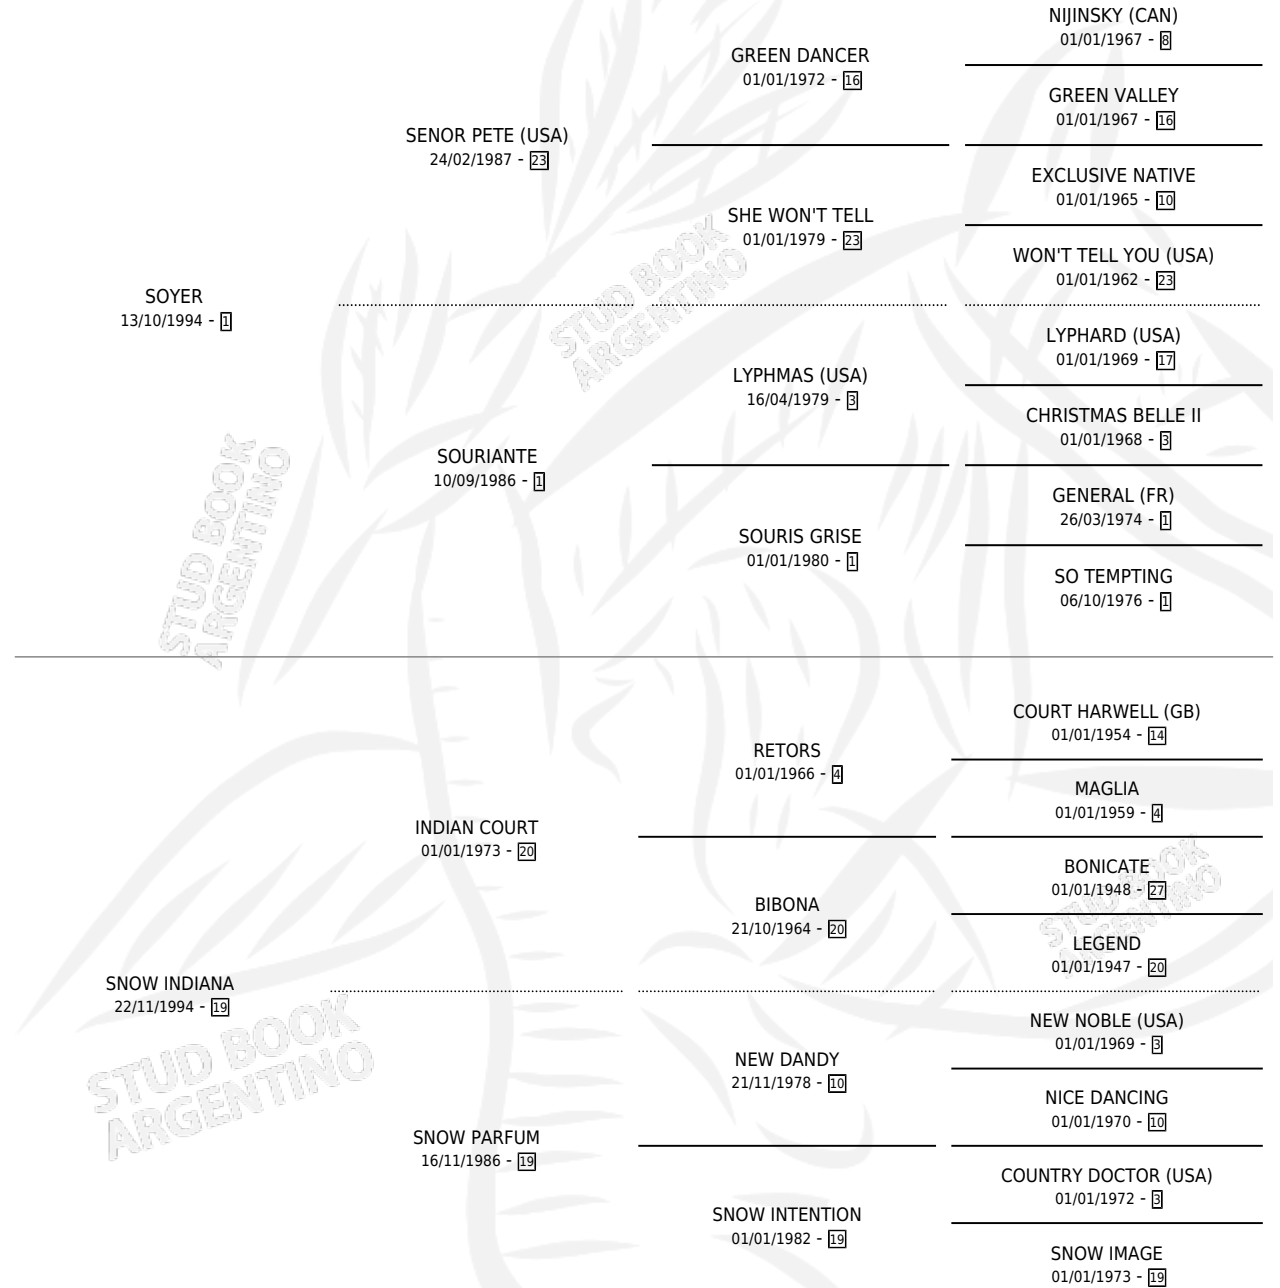 NIJINSKY (CAN)
01/01/1967 - 8
GREEN DANCER
01/01/1972 - 16
GREEN VALLEY
01/01/1967 - 16
SENOR PETE (USA)
24/02/1987 - 23
EXCLUSIVE NATIVE
01/01/1965 - 10
SHE WON'T TELL
01/01/1979 - 23
WON'T TELL YOU (USA)
01/01/1962 - 23
SOYER
13/10/1994 - 1
LYPHARD (USA)
01/01/1969 - 17
LYPHMAS (USA)
16/04/1979 - 3
CHRISTMAS BELLE II
01/01/1968 - 3
SOURIANTE
10/09/1986 - 1
GENERAL (FR)
26/03/1974 - 1
SOURIS GRISE
01/01/1980 - 1
SO TEMPTING
06/10/1976 - 1
COURT HARWELL (GB)
01/01/1954 - 14
RETORS
01/01/1966 - 4
MAGLIA
01/01/1959 - 4
INDIAN COURT
01/01/1973 - 20
BONICATE
01/01/1948 - 27
BIBONA
21/10/1964 - 20
LEGEND
01/01/1947 - 20
SNOW INDIANA
22/11/1994 - 19
NEW NOBLE (USA)
01/01/1969 - 3
NEW DANDY
21/11/1978 - 10
NICE DANCING
01/01/1970 - 10
SNOW PARFUM
16/11/1986 - 19
COUNTRY DOCTOR (USA)
01/01/1972 - 3
SNOW INTENTION
01/01/1982 - 19
SNOW IMAGE
01/01/1973 - 19
STUD BOOK
ARGENTINO
STUD BOOK
ARGENTINO
STUD BOOK
ARGENTINO
STUD BOOK
ARGENTINO